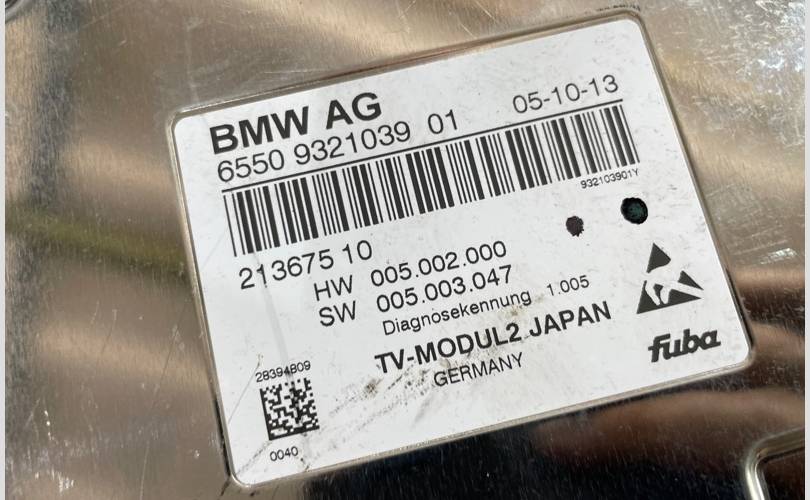 BMW AG
6550 9321039 01 05-10-13
932103901Y
213675 10
HW 005.002.000
SW 005.003.047
Diagnosekennung 1.005
TV-MODUL2 JAPAN
GERMANY
fuba
28394809
0040